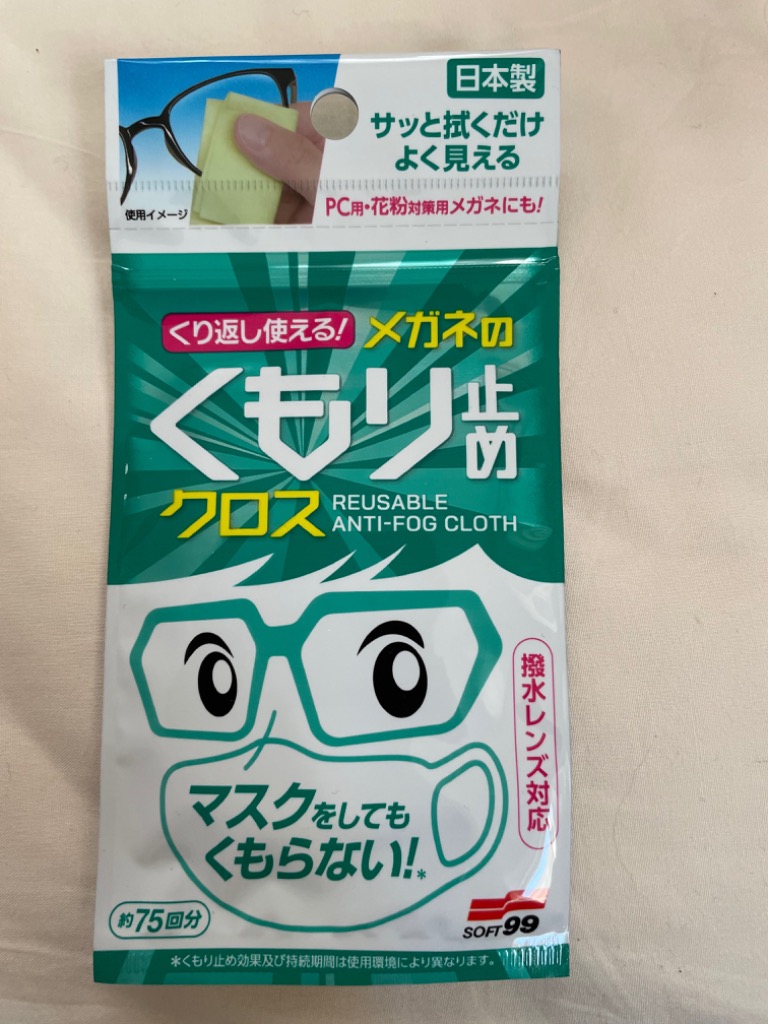 日本製
サッと拭くだけ
よく見える
使用イメージ
PC用・花粉対策用メガネにも!
くり返し使える!
メガネの
くもり止め
クロス
REUSABLE
ANTI-FOG CLOTH
撥水レンズ対応
マスクをしても
くもらない!*
約75回分
SOFT99
*くもり止め効果及び持続期間は使用環境により異なります。